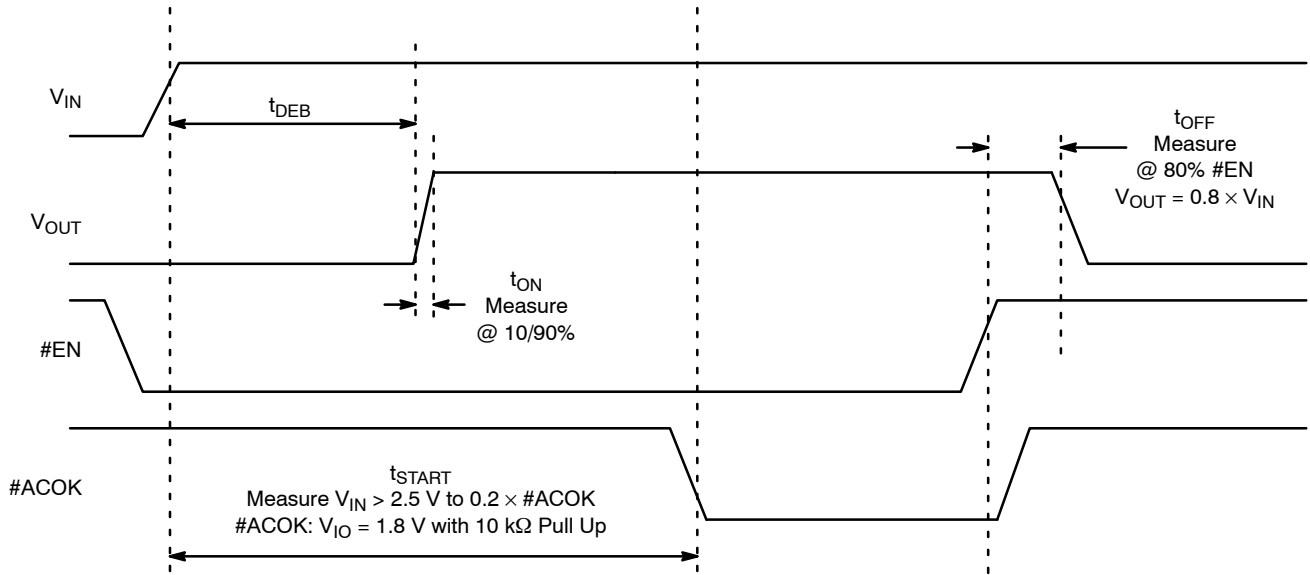 V_IN
t_DEB
t_OFF
Measure
@ 80% #EN
V_OUT = 0.8 × V_IN
V_OUT
t_ON
Measure
@ 10/90%
#EN
#ACOK
t_START
Measure V_IN > 2.5 V to 0.2 × #ACOK
#ACOK: V_IO = 1.8 V with 10 kΩ Pull Up